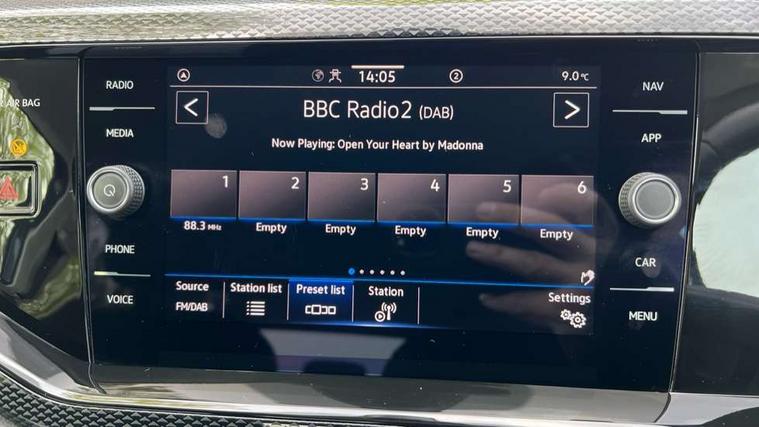 RADIO
MEDIA
PHONE
VOICE
AIR BAG
14:05
2
9.0°C
BBC Radio2 (DAB)
Now Playing: Open Your Heart by Madonna
1 2 3 4 5 6
88.3 MHz Empty Empty Empty Empty Empty
Source Station list Preset list Station Settings
FM/DAB
NAV
APP
CAR
MENU